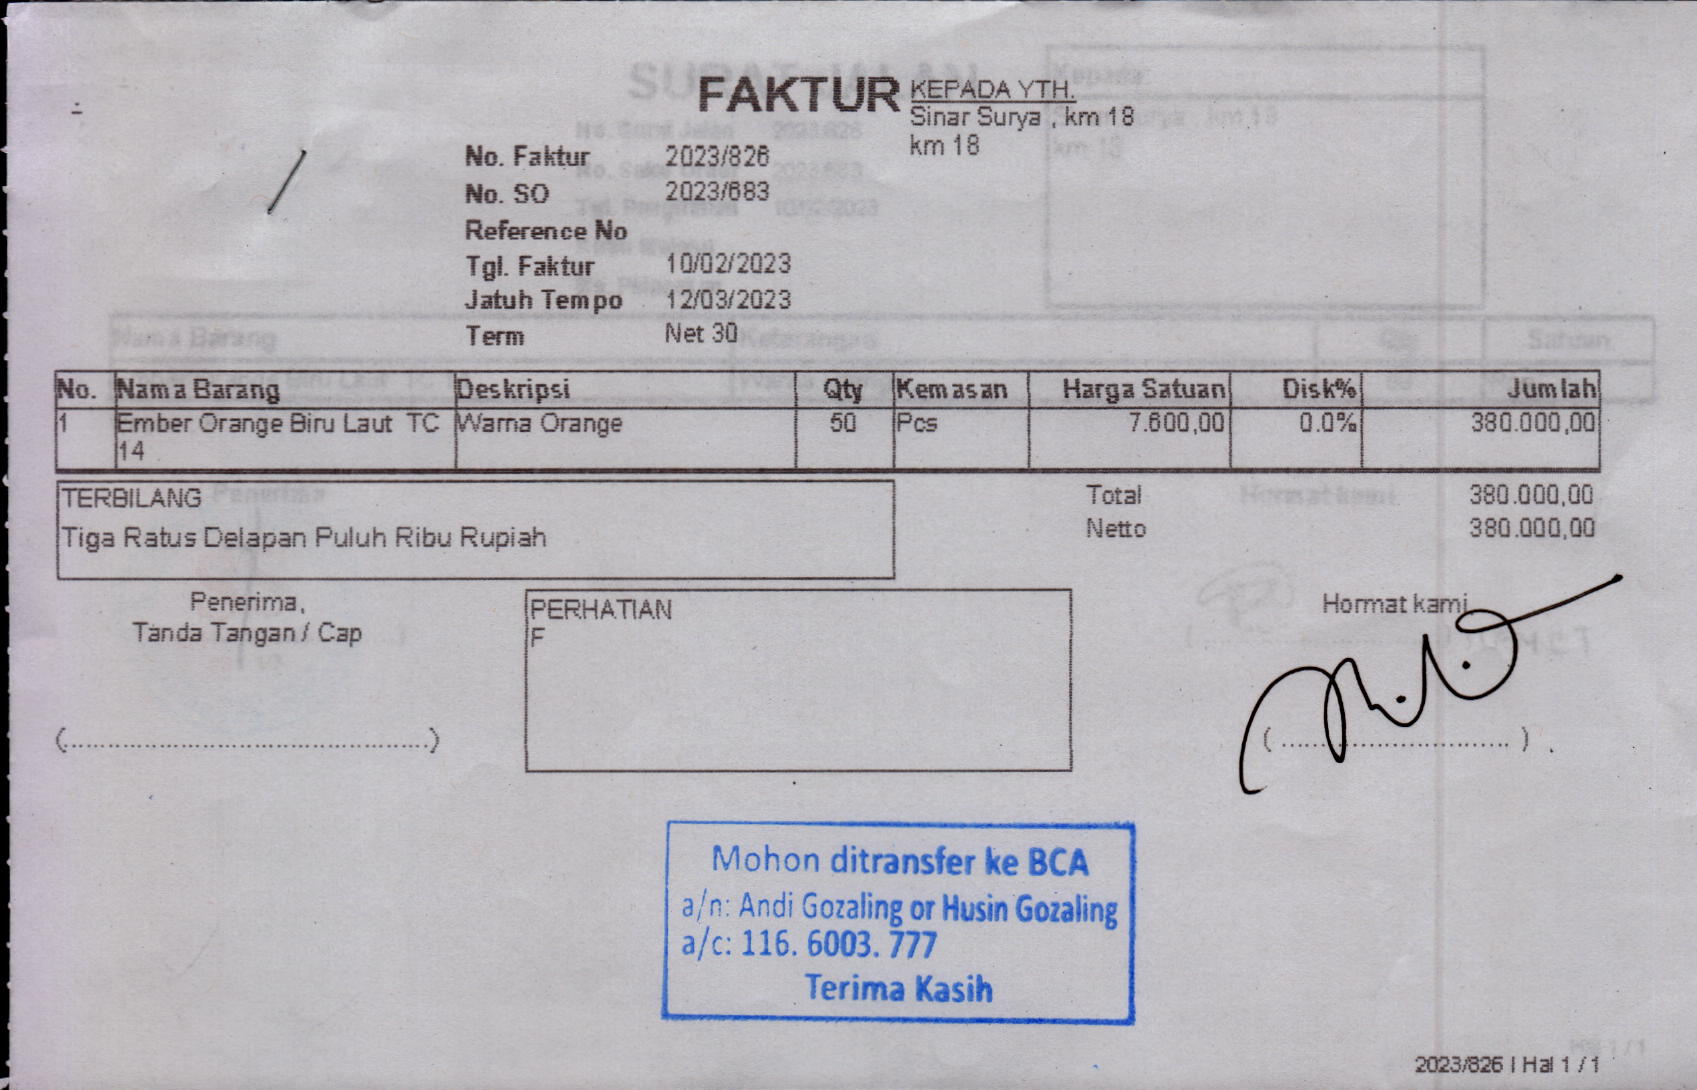 FAKTUR
KEPADA YTH.
Sinar Surya , km 18
km 18
No. Faktur 2023/826
No. SO 2023/683
Reference No
Tgl. Faktur 10/02/2023
Jatuh Tempo 12/03/2023
Term Net 30
No. Nama Barang Deskripsi Qty Kemasan Harga Satuan Disk% Jumlah
1 Ember Orange Biru Laut TC 14 Warna Orange 50 Pcs 7.600,00 0.0% 380.000,00
TERBILANG
Tiga Ratus Delapan Puluh Ribu Rupiah
Total 380.000,00
Netto 380.000,00
Penerima,
Tanda Tangan / Cap
PERHATIAN
F
Hormat kami
Mohon ditransfer ke BCA
a/n: Andi Gozaling or Husin Gozaling
a/c: 116. 6003. 777
Terima Kasih
2023/826 | Hal 1 / 1